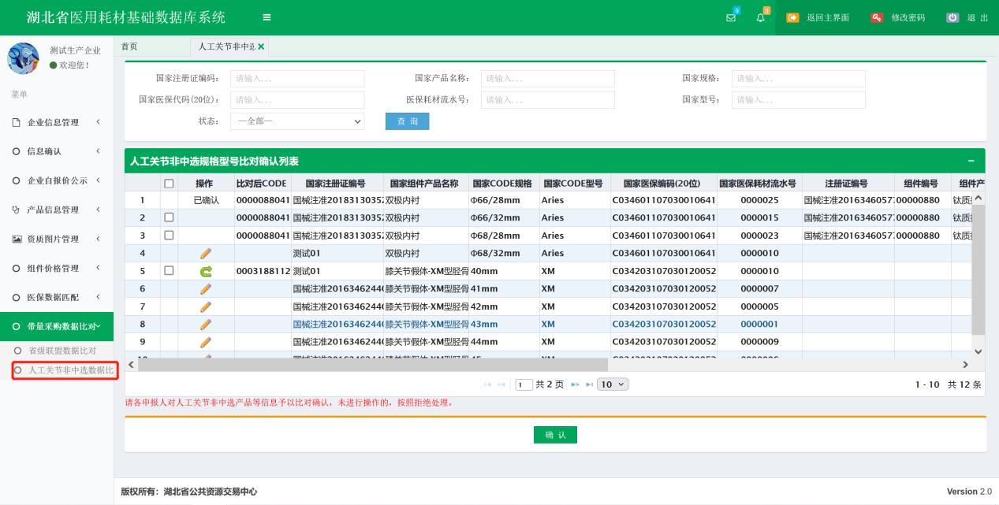 湖北省医用耗材基础数据库系统
0
3
返回主界面
修改密码
退 出
测试生产企业
欢迎您！
菜单
企业信息管理
信息确认
企业自报价公示
产品信息管理
资质图片管理
组件价格管理
医保数据匹配
带量采购数据比对
省级联盟数据比对
人工关节非中选数据比
首页
人工关节非中选
国家注册证编码： 请输入...
国家产品名称： 请输入...
国家规格： 请输入...
国家医保代码(20位)： 请输入...
医保耗材流水号： 请输入...
国家型号： 请输入...
状态： --全部--
查 询
人工关节非中选规格型号比对确认列表
操作 比对后CODE 国家注册证编号 国家组件产品名称 国家CODE规格 国家CODE型号 国家医保编码(20位) 国家医保耗材流水号 注册证编号 组件编号 组件产
1 已确认 0000088041 国械注准2018313035 双极内衬 Φ66/28mm Aries C034601107030010641 0000025 国械注准2016346057 00000880 钛质
2 0000088041 国械注准2018313035 双极内衬 Φ66/32mm Aries C034601107030010641 0000015 国械注准2016346057 00000880 钛质
3 0000088041 国械注准2018313035 双极内衬 Φ68/28mm Aries C034601107030010641 0000023 国械注准2016346057 00000880 钛质
4 测试01 双极内衬 Φ68/32mm Aries C034601107030010641 0000010
5 0003188112 测试01 膝关节假体-XM型胫骨 40mm XM C034203107030120052 0000010
6 国械注准2016346244 膝关节假体-XM型胫骨 41mm XM C034203107030120052 0000007
7 国械注准2016346244 膝关节假体-XM型胫骨 42mm XM C034203107030120052 0000005
8 国械注准2016346244 膝关节假体-XM型胫骨 43mm XM C034203107030120052 0000001
9 国械注准2016346244 膝关节假体-XM型胫骨 44mm XM C034203107030120052 0000009
1 共 2 页 10
1 - 10 共 12 条
请各申报人对人工关节非中选产品等信息予以比对确认，未进行操作的，按照拒绝处理。
确 认
版权所有：湖北省公共资源交易中心
Version 2.0